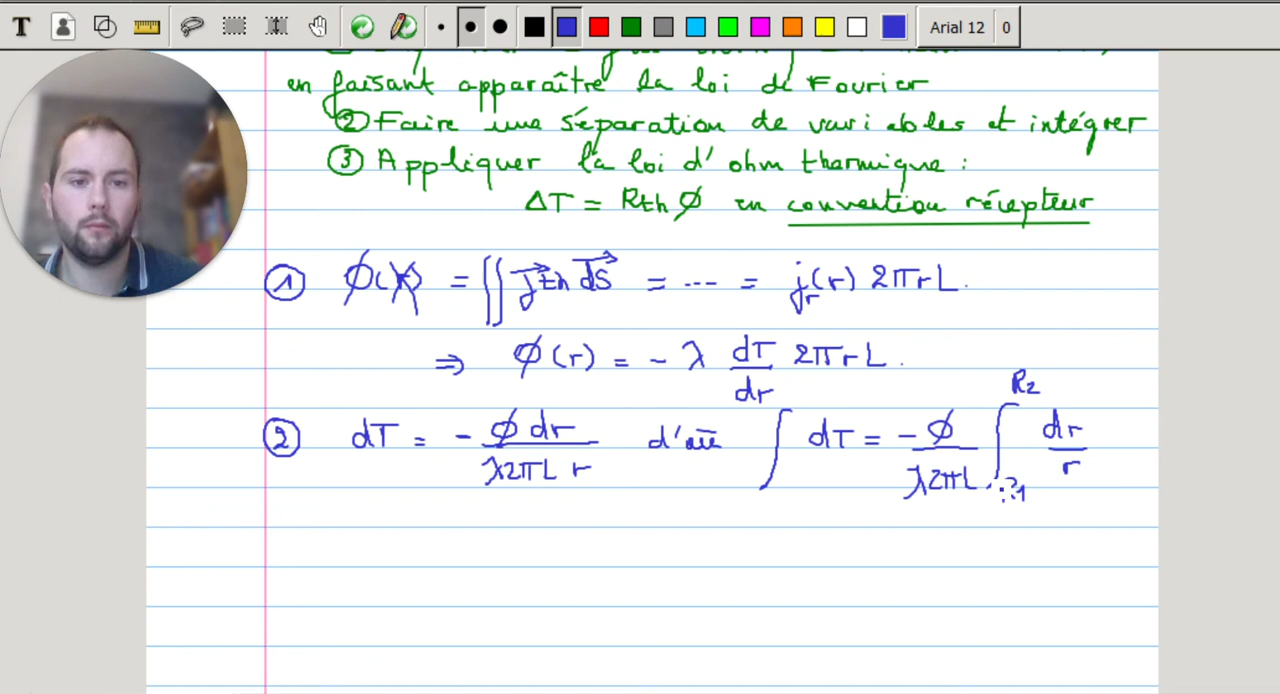 T Arial 12 0
en faisant apparaître la loi de Fourier
② Faire une séparation de variables et intégrer
③ Appliquer la loi d'ohm thermique :
ΔT = Rth ϕ en convention récepteur
① ϕ(r) = ∬ j⃗th dS⃗ = ... = jr(r) 2πrL.
⇒ ϕ(r) = - λ dT/dr 2πrL.
② dT = - ϕ dr / λ2πL r d'où ∫ dT = - ϕ / λ2πL ∫R1^R2 dr/r